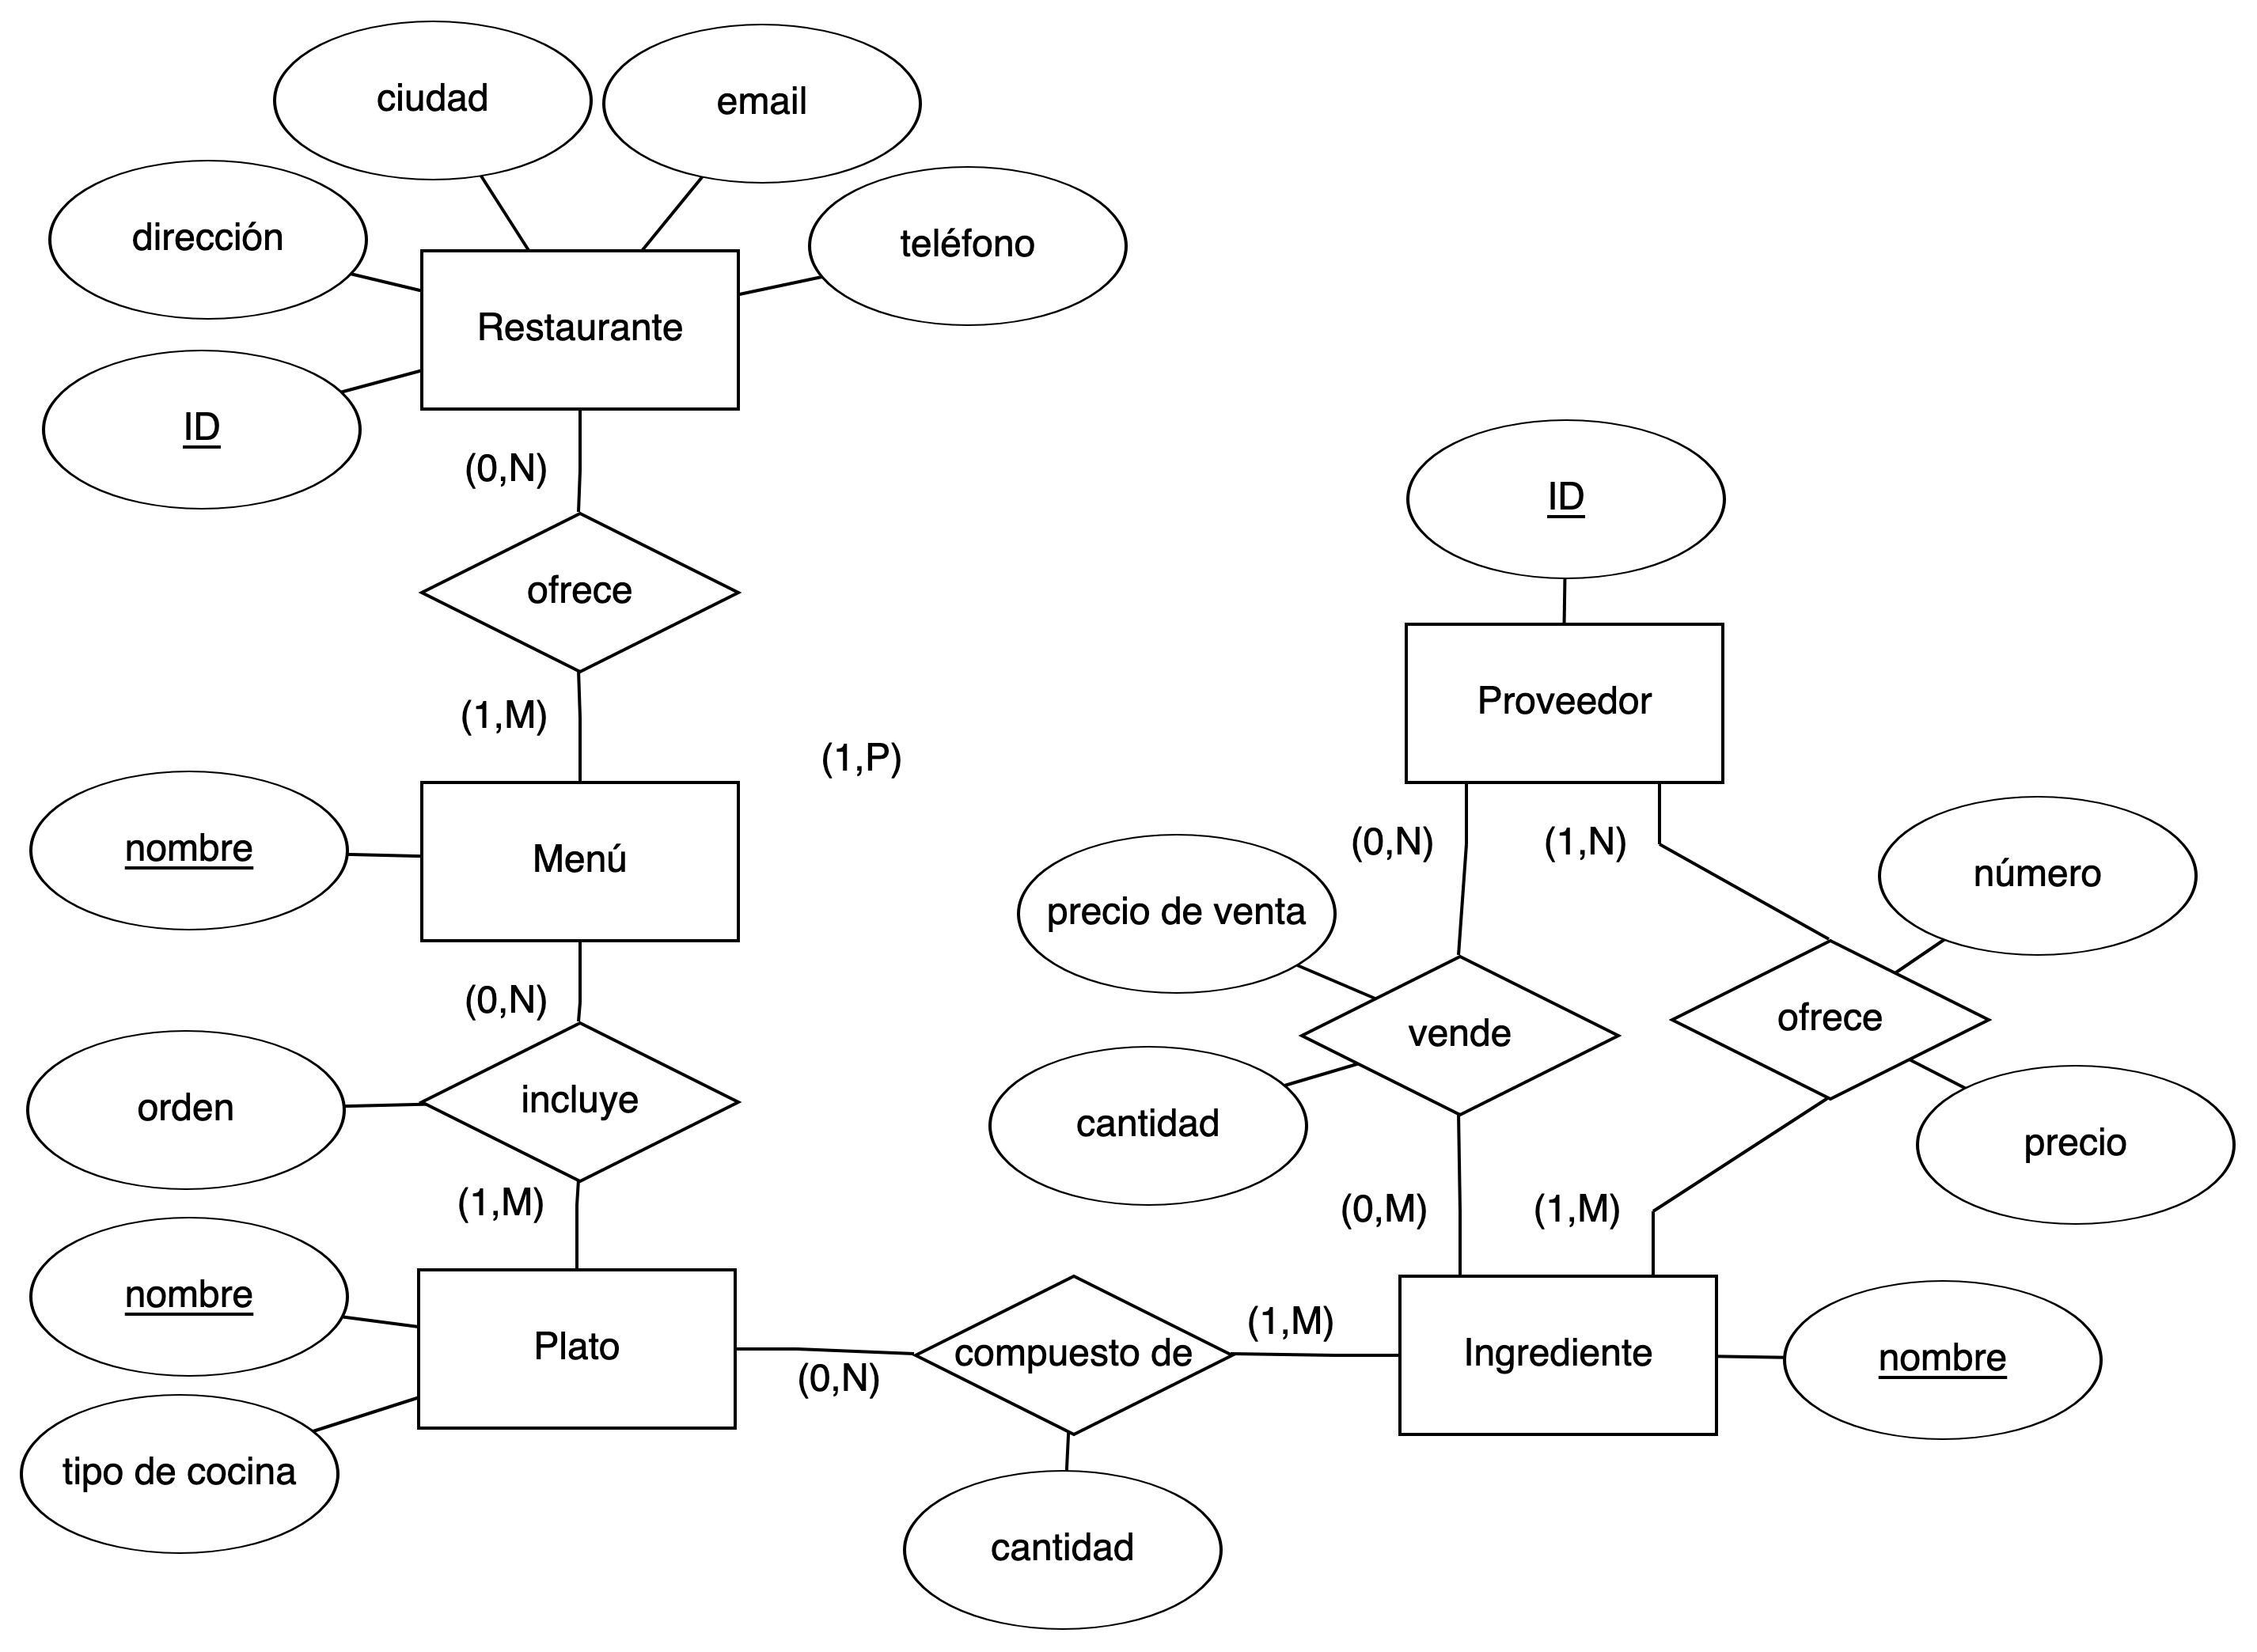 ciudad
email
dirección
teléfono
Restaurante
ID
(0,N)
ID
ofrece
Proveedor
(1,M)
(1,P)
(0,N)
(1,N)
nombre
Menú
número
precio de venta
(0,N)
ofrece
vende
orden
incluye
cantidad
precio
(1,M)
(0,M)
(1,M)
nombre
(1,M)
Plato
compuesto de
Ingrediente
nombre
(0,N)
tipo de cocina
cantidad